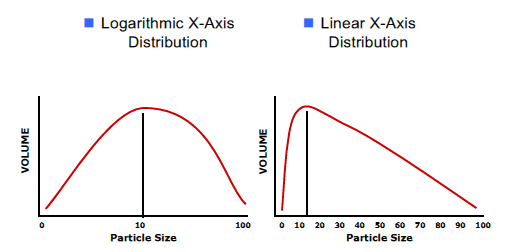 Logarithmic X-Axis
Distribution
Linear X-Axis
Distribution
VOLUME
0 10 100
Particle Size
VOLUME
0 10 20 30 40 50 60 70 80 90 100
Particle Size